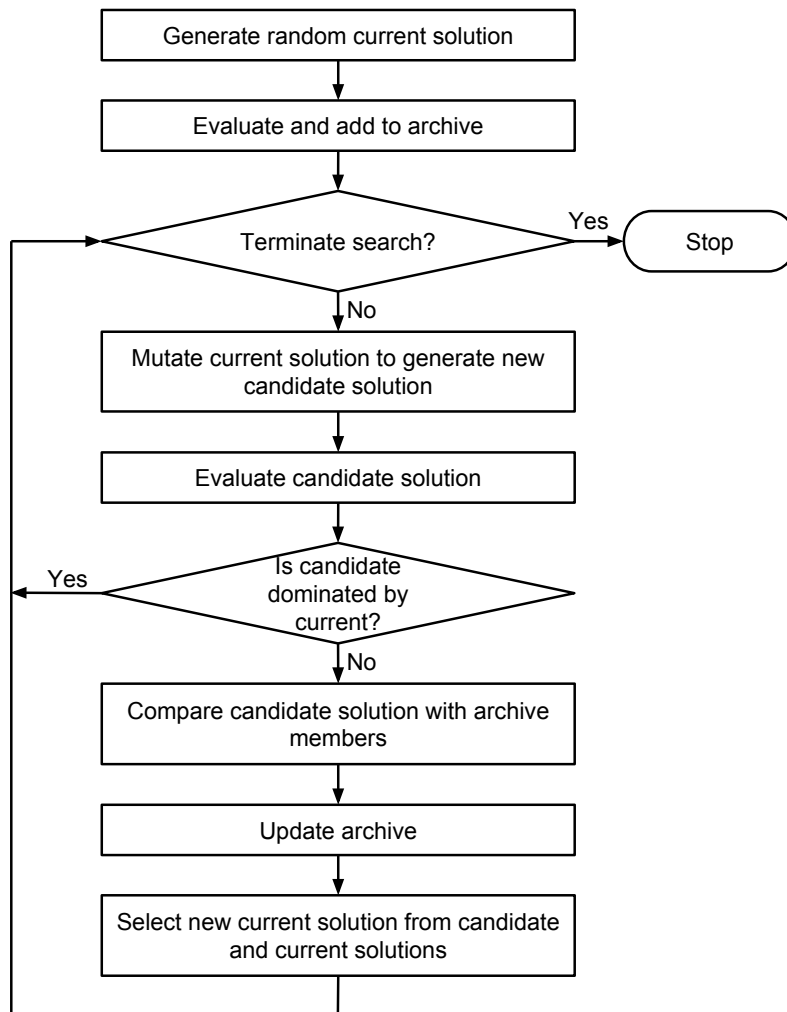 Generate random current solution
Evaluate and add to archive
Terminate search?
Yes
Stop
No
Mutate current solution to generate new
candidate solution
Evaluate candidate solution
Is candidate
dominated by
current?
Yes
No
Compare candidate solution with archive
members
Update archive
Select new current solution from candidate
and current solutions